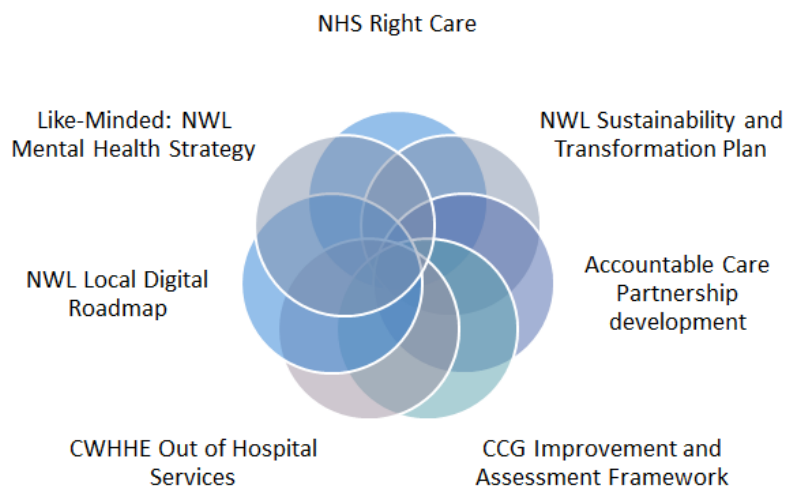 NHS Right Care
Like-Minded: NWL
Mental Health Strategy
NWL Sustainability and
Transformation Plan
NWL Local Digital
Roadmap
Accountable Care
Partnership
development
CWHHE Out of Hospital
Services
CCG Improvement and
Assessment Framework